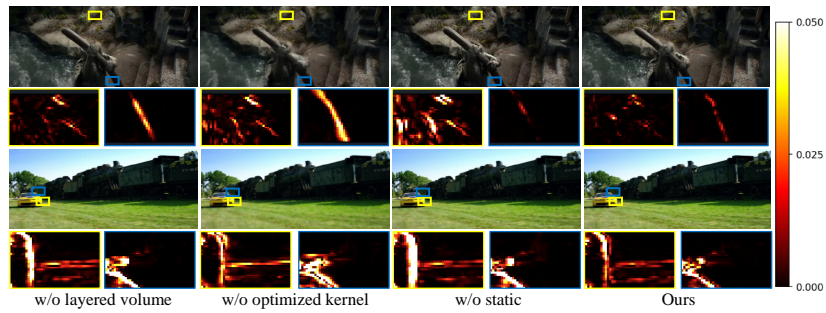 0.050
0.025
0.000
w/o layered volume
w/o optimized kernel
w/o static
Ours